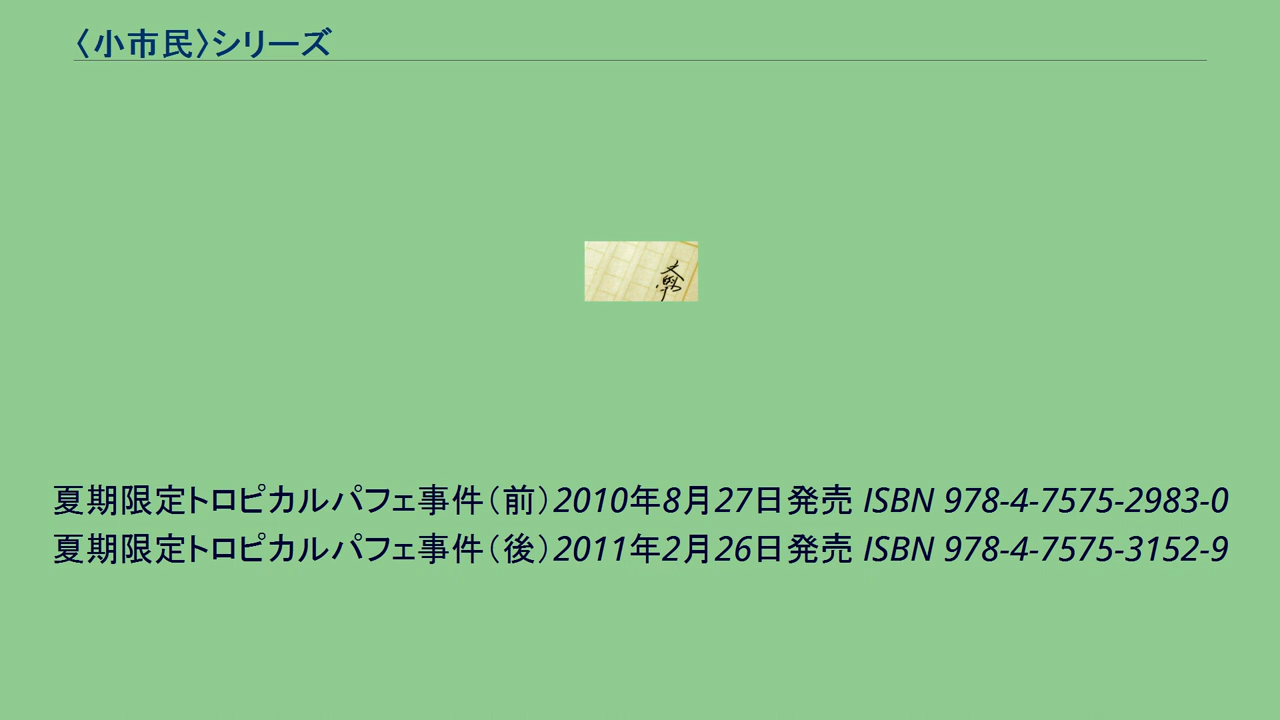 〈小市民〉シリーズ
夏期限定トロピカルパフェ事件（前）2010年8月27日発売 ISBN 978-4-7575-2983-0
夏期限定トロピカルパフェ事件（後）2011年2月26日発売 ISBN 978-4-7575-3152-9